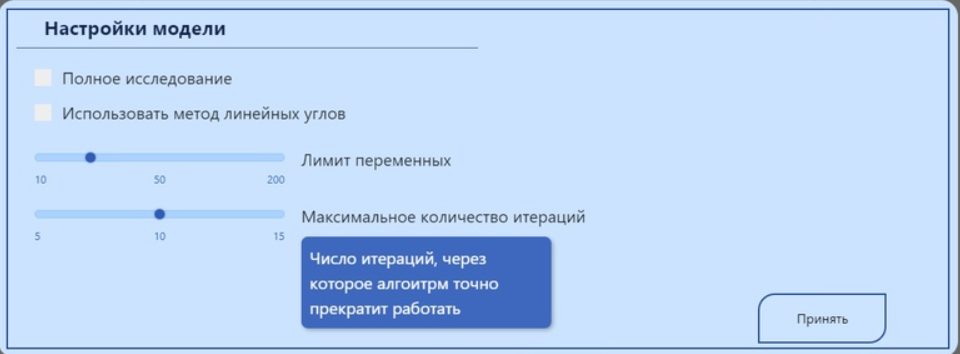 Настройки модели
Полное исследование
Использовать метод линейных углов
Лимит переменных
10 50 200
Максимальное количество итераций
5 10 15
Число итераций, через
которое алгоитрм точно
прекратит работать
Принять